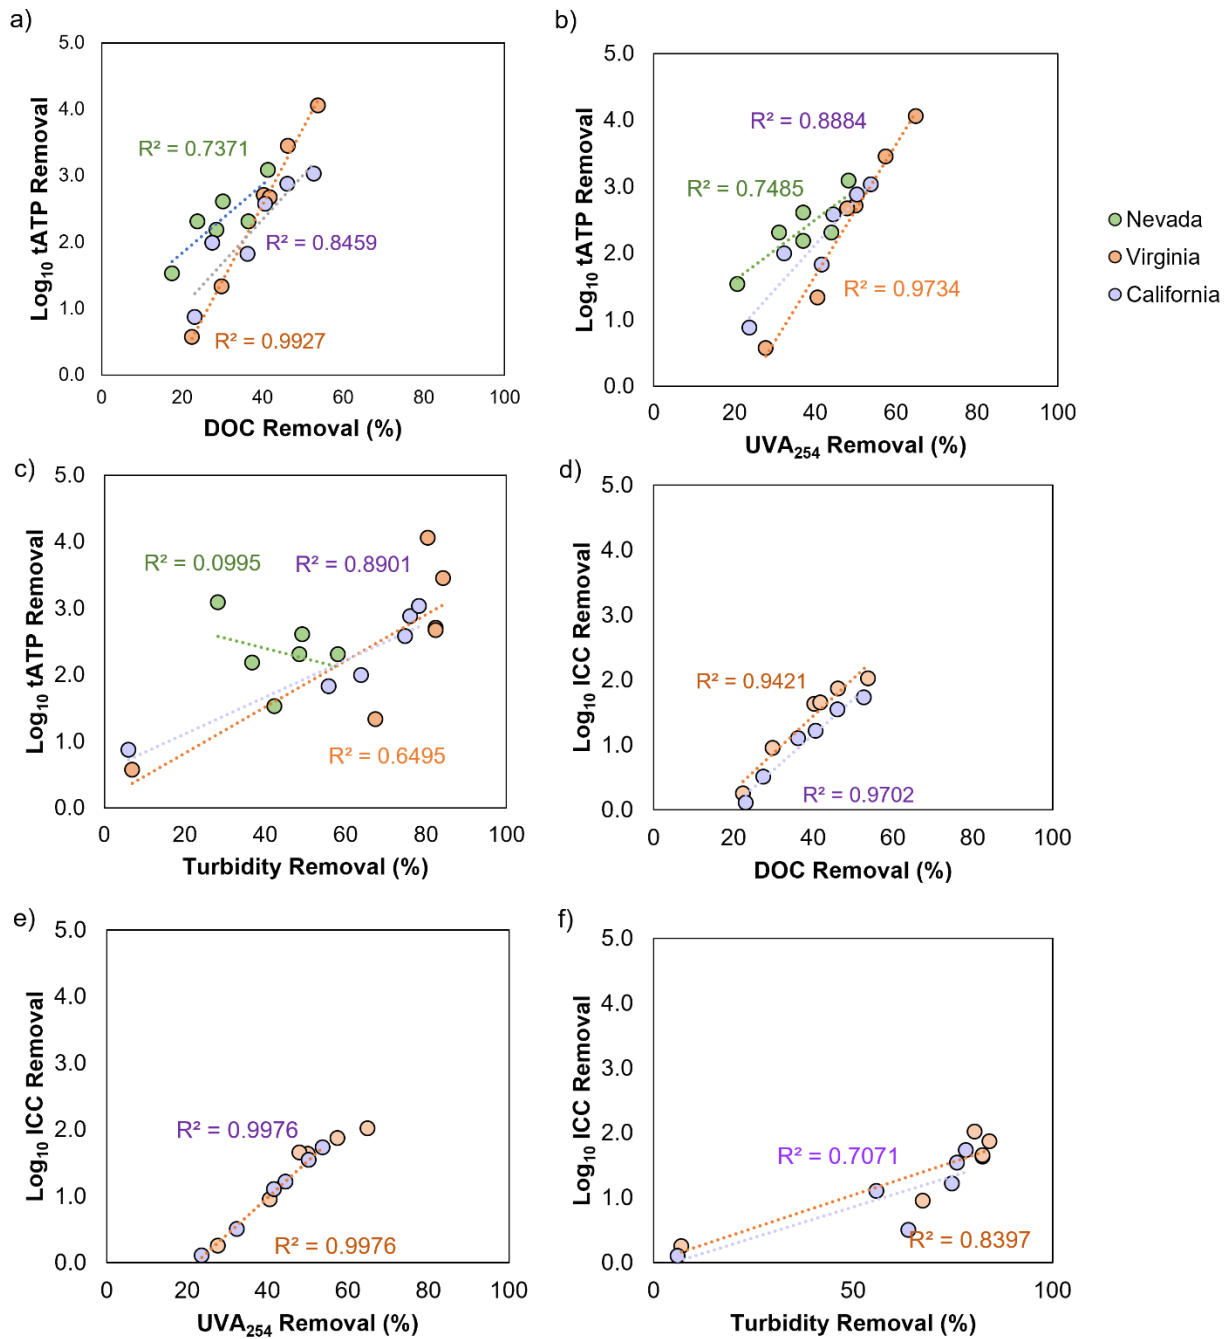 a)
5.0
4.0
3.0
2.0
1.0
0.0
Log10 tATP Removal
R² = 0.7371
R² = 0.8459
R² = 0.9927
0 20 40 60 80 100
DOC Removal (%)
b)
5.0
4.0
3.0
2.0
1.0
0.0
Log10 tATP Removal
R² = 0.8884
R² = 0.7485
R² = 0.9734
0 20 40 60 80 100
UVA254 Removal (%)
Nevada
Virginia
California
c)
5.0
4.0
3.0
2.0
1.0
0.0
Log10 tATP Removal
R² = 0.0995
R² = 0.8901
R² = 0.6495
0 20 40 60 80 100
Turbidity Removal (%)
d)
5.0
4.0
3.0
2.0
1.0
0.0
Log10 ICC Removal
R² = 0.9421
R² = 0.9702
0 20 40 60 80 100
DOC Removal (%)
e)
5.0
4.0
3.0
2.0
1.0
0.0
Log10 ICC Removal
R² = 0.9976
R² = 0.9976
0 20 40 60 80 100
UVA254 Removal (%)
f)
5.0
4.0
3.0
2.0
1.0
0.0
Log10 ICC Removal
R² = 0.7071
R² = 0.8397
0 50 100
Turbidity Removal (%)